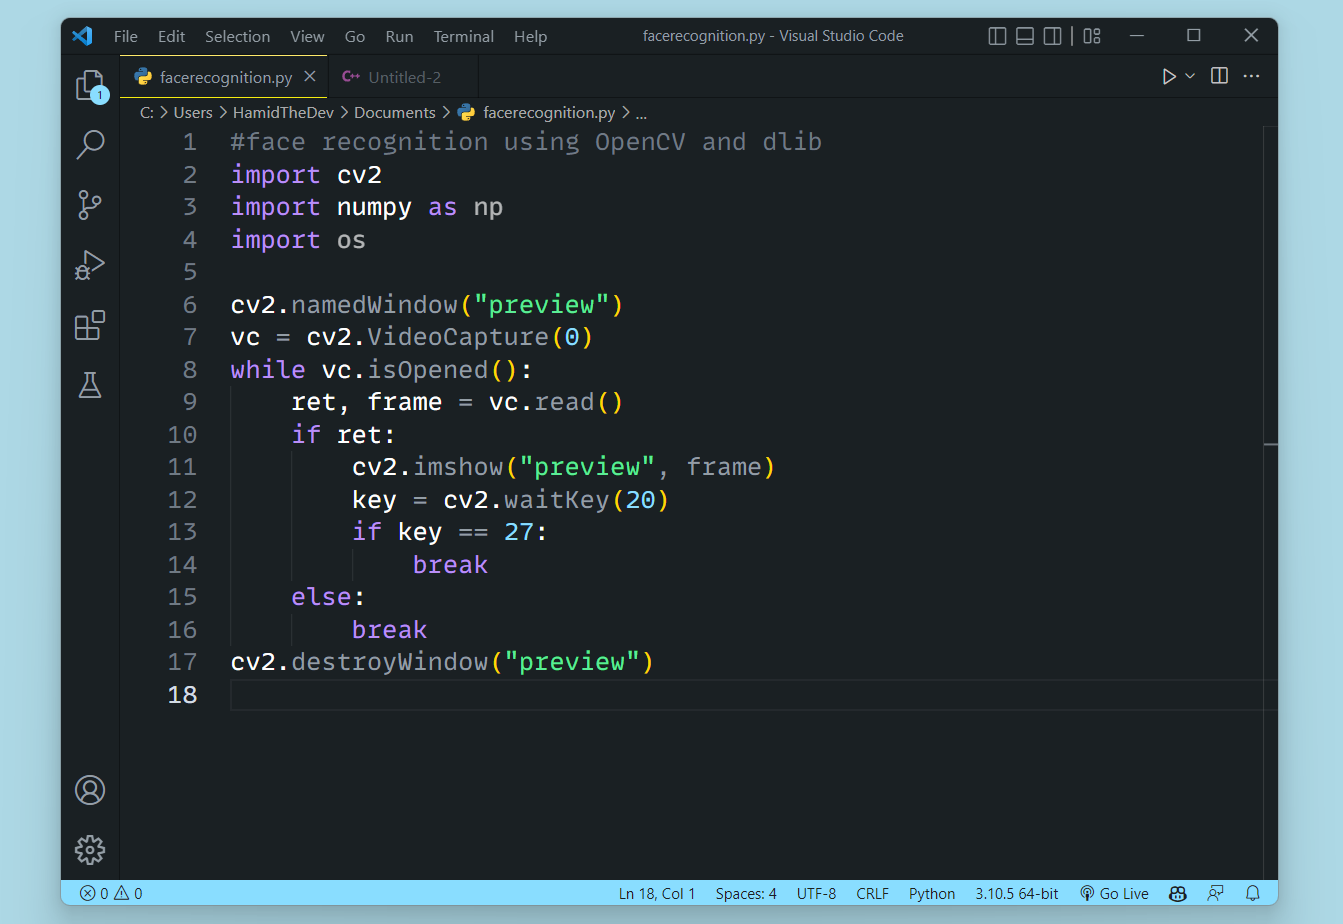 File Edit Selection View Go Run Terminal Help facerecognition.py - Visual Studio Code
facerecognition.py C++ Untitled-2
1
C: > Users > HamidTheDev > Documents > facerecognition.py > ...
1 #face recognition using OpenCV and dlib
2 import cv2
3 import numpy as np
4 import os
5
6 cv2.namedWindow("preview")
7 vc = cv2.VideoCapture(0)
8 while vc.isOpened():
9     ret, frame = vc.read()
10     if ret:
11         cv2.imshow("preview", frame)
12         key = cv2.waitKey(20)
13         if key == 27:
14             break
15     else:
16         break
17 cv2.destroyWindow("preview")
18
0 0 Ln 18, Col 1 Spaces: 4 UTF-8 CRLF Python 3.10.5 64-bit Go Live